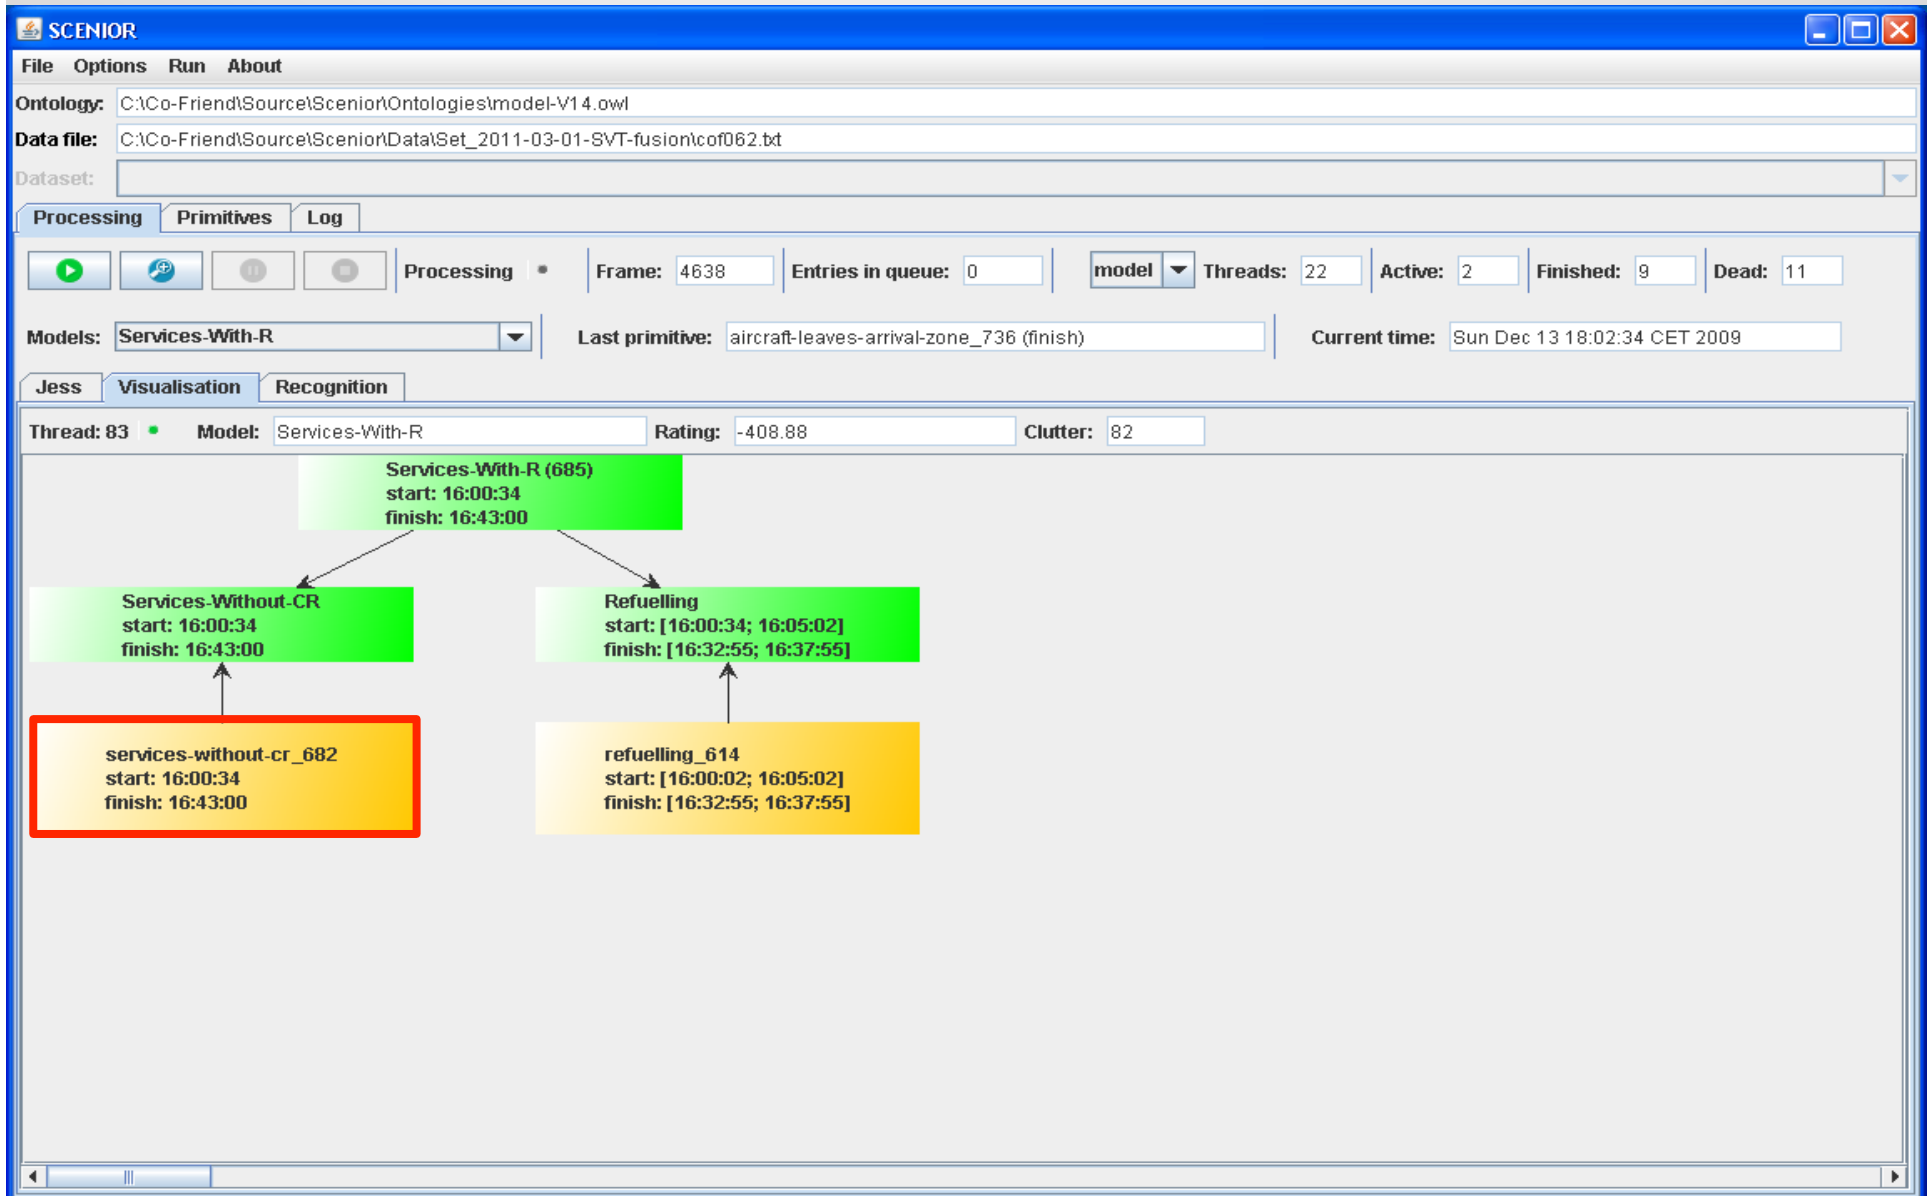 SCENIOR
File Options Run About
Ontology: C:\Co-Friend\Source\Scenior\Ontologies\model-V14.owl
Data file: C:\Co-Friend\Source\Scenior\Data\Set_2011-03-01-SVT-fusion\cof062.txt
Dataset:
Processing Primitives Log
Processing Frame: 4638 Entries in queue: 0 model Threads: 22 Active: 2 Finished: 9 Dead: 11
Models: Services-With-R Last primitive: aircraft-leaves-arrival-zone_736 (finish) Current time: Sun Dec 13 18:02:34 CET 2009
Jess Visualisation Recognition
Thread: 83 Model: Services-With-R Rating: -408.88 Clutter: 82
Services-With-R (685)
start: 16:00:34
finish: 16:43:00
Services-Without-CR
start: 16:00:34
finish: 16:43:00
Refuelling
start: [16:00:34; 16:05:02]
finish: [16:32:55; 16:37:55]
services-without-cr_682
start: 16:00:34
finish: 16:43:00
refuelling_614
start: [16:00:02; 16:05:02]
finish: [16:32:55; 16:37:55]